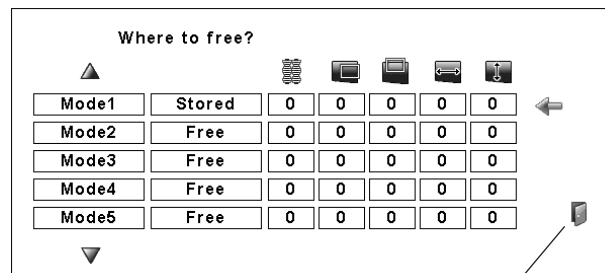 Where to free?
Mode1 Stored 0 0 0 0 0
Mode2 Free 0 0 0 0 0
Mode3 Free 0 0 0 0 0
Mode4 Free 0 0 0 0 0
Mode5 Free 0 0 0 0 0